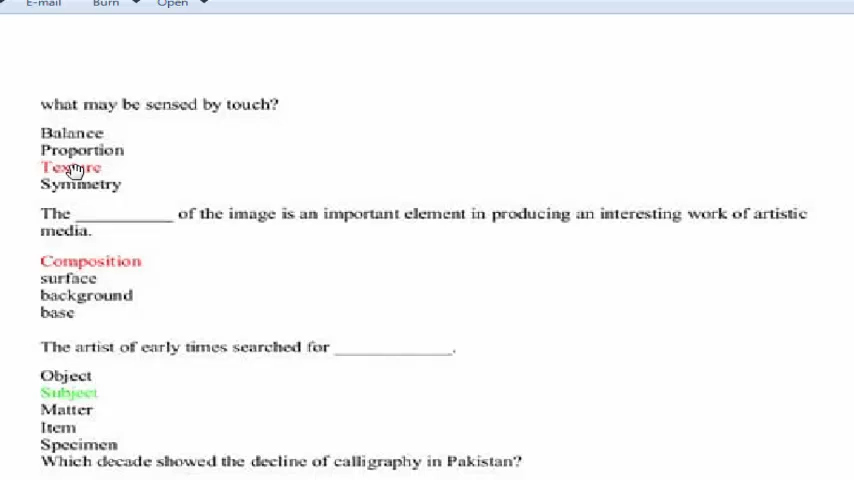 E-mail Burn Open
what may be sensed by touch?
Balance
Proportion
Texture
Symmetry
The __________ of the image is an important element in producing an interesting work of artistic
media.
Composition
surface
background
base
The artist of early times searched for ____________.
Object
Subject
Matter
Item
Specimen
Which decade showed the decline of calligraphy in Pakistan?